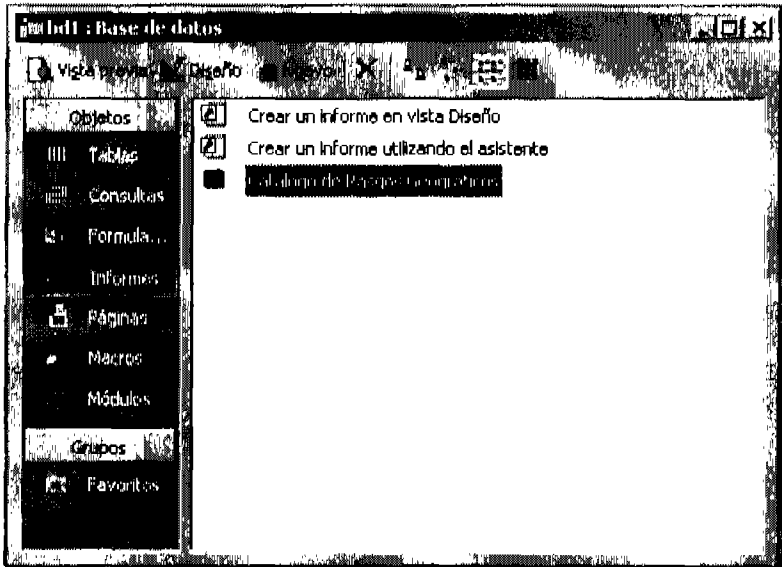 bd1 : Base de datos
Vista previa Diseño Nuevo
Objetos
Tablas
Consultas
Formula...
Informes
Páginas
Macros
Módulos
Grupos
Favoritos
Crear un informe en vista Diseño
Crear un informe utilizando el asistente
Catalogo de Rasgos Geograficos